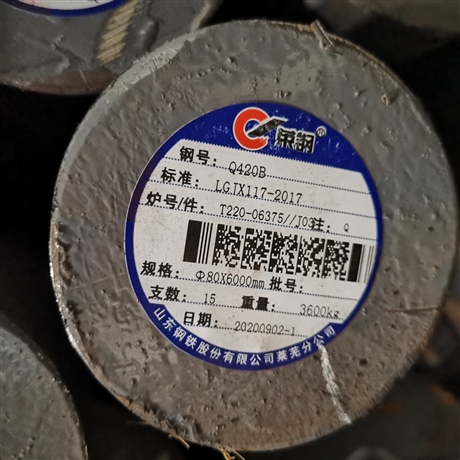 莱钢®
钢号: Q420B
标准: LGJX117-2017
炉号/件: T220-06375//J03 注: Q
规格: Φ80X6000mm 批号:
支数: 15 重量: 3600kg
日期: 20200902-1
山东钢铁股份有限公司莱芜分公司